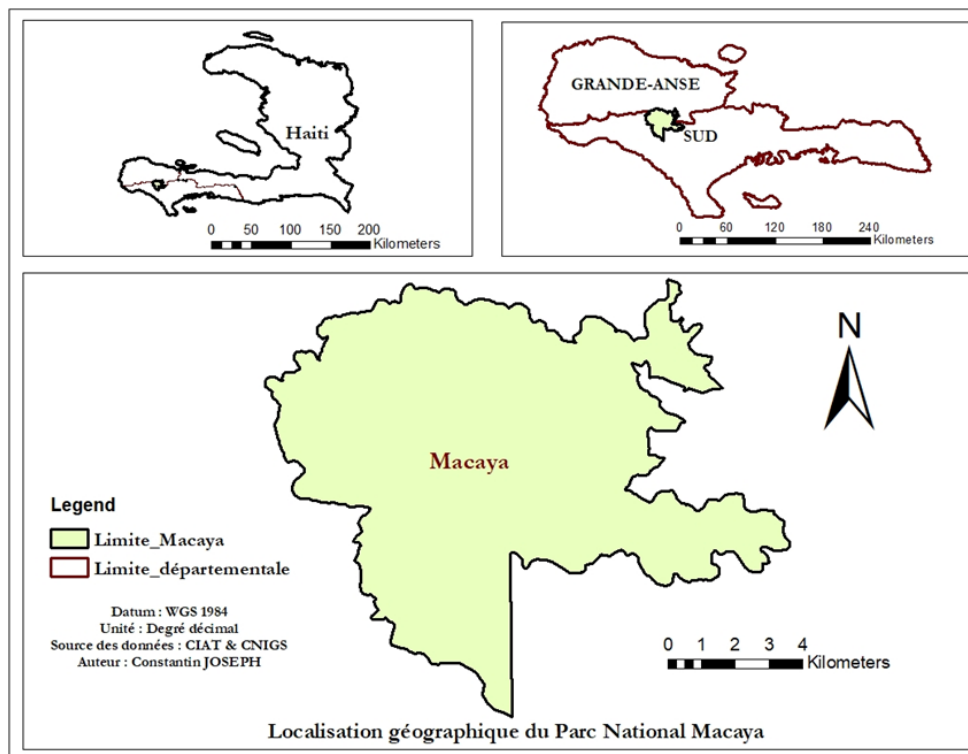 Haiti
0 50 100 150 200
Kilometers
GRANDE-ANSE
SUD
0 60 120 180 240
Kilometers
N
Macaya
Legend
Limite_Macaya
Limite_départementale
Datum : WGS 1984
Unité : Degré décimal
Source des données : CIAT & CNIGS
Auteur : Constantin JOSEPH
0 1 2 3 4
Kilometers
Localisation géographique du Parc National Macaya